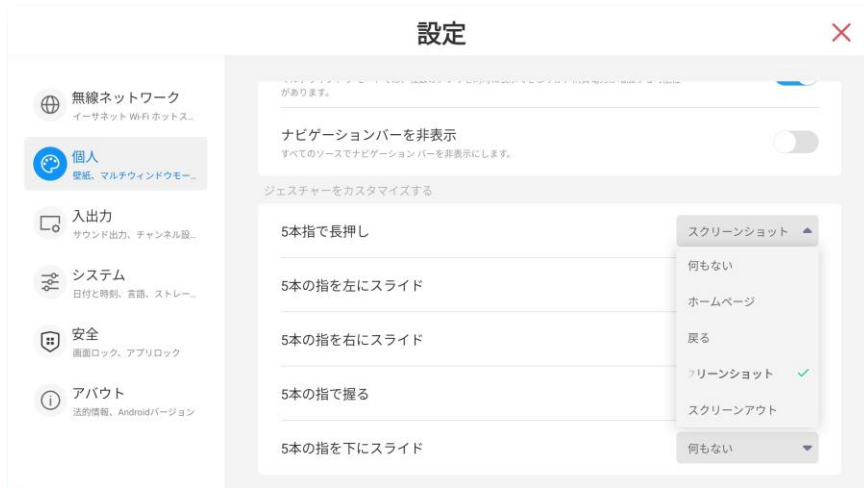 設定
無線ネットワーク
イーサネット Wi-Fi ホットス...
個人
壁紙、マルチウィンドウモー...
入出力
サウンド出力、チャンネル設...
システム
日付と時刻、言語、ストレー...
安全
画面ロック、アプリロック
アバウト
法的情報、Androidバージョン
があります。
ナビゲーションバーを非表示
すべてのソースでナビゲーション バーを非表示にします。
ジェスチャーをカスタマイズする
5本指で長押し
スクリーンショット
何もない
ホームページ
戻る
フリーンショット
スクリーンアウト
5本の指を左にスライド
5本の指を右にスライド
5本の指で握る
5本の指を下にスライド
何もない